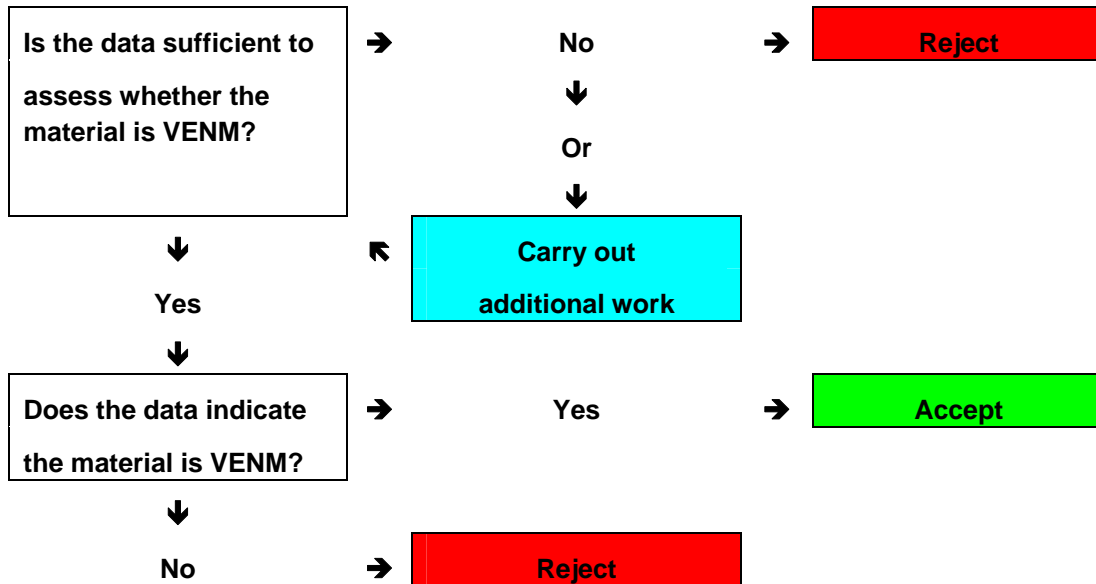 Is the data sufficient to
assess whether the
material is VENM?
No
Reject
Or
Carry out
additional work
Yes
Does the data indicate
the material is VENM?
Yes
Accept
No
Reject